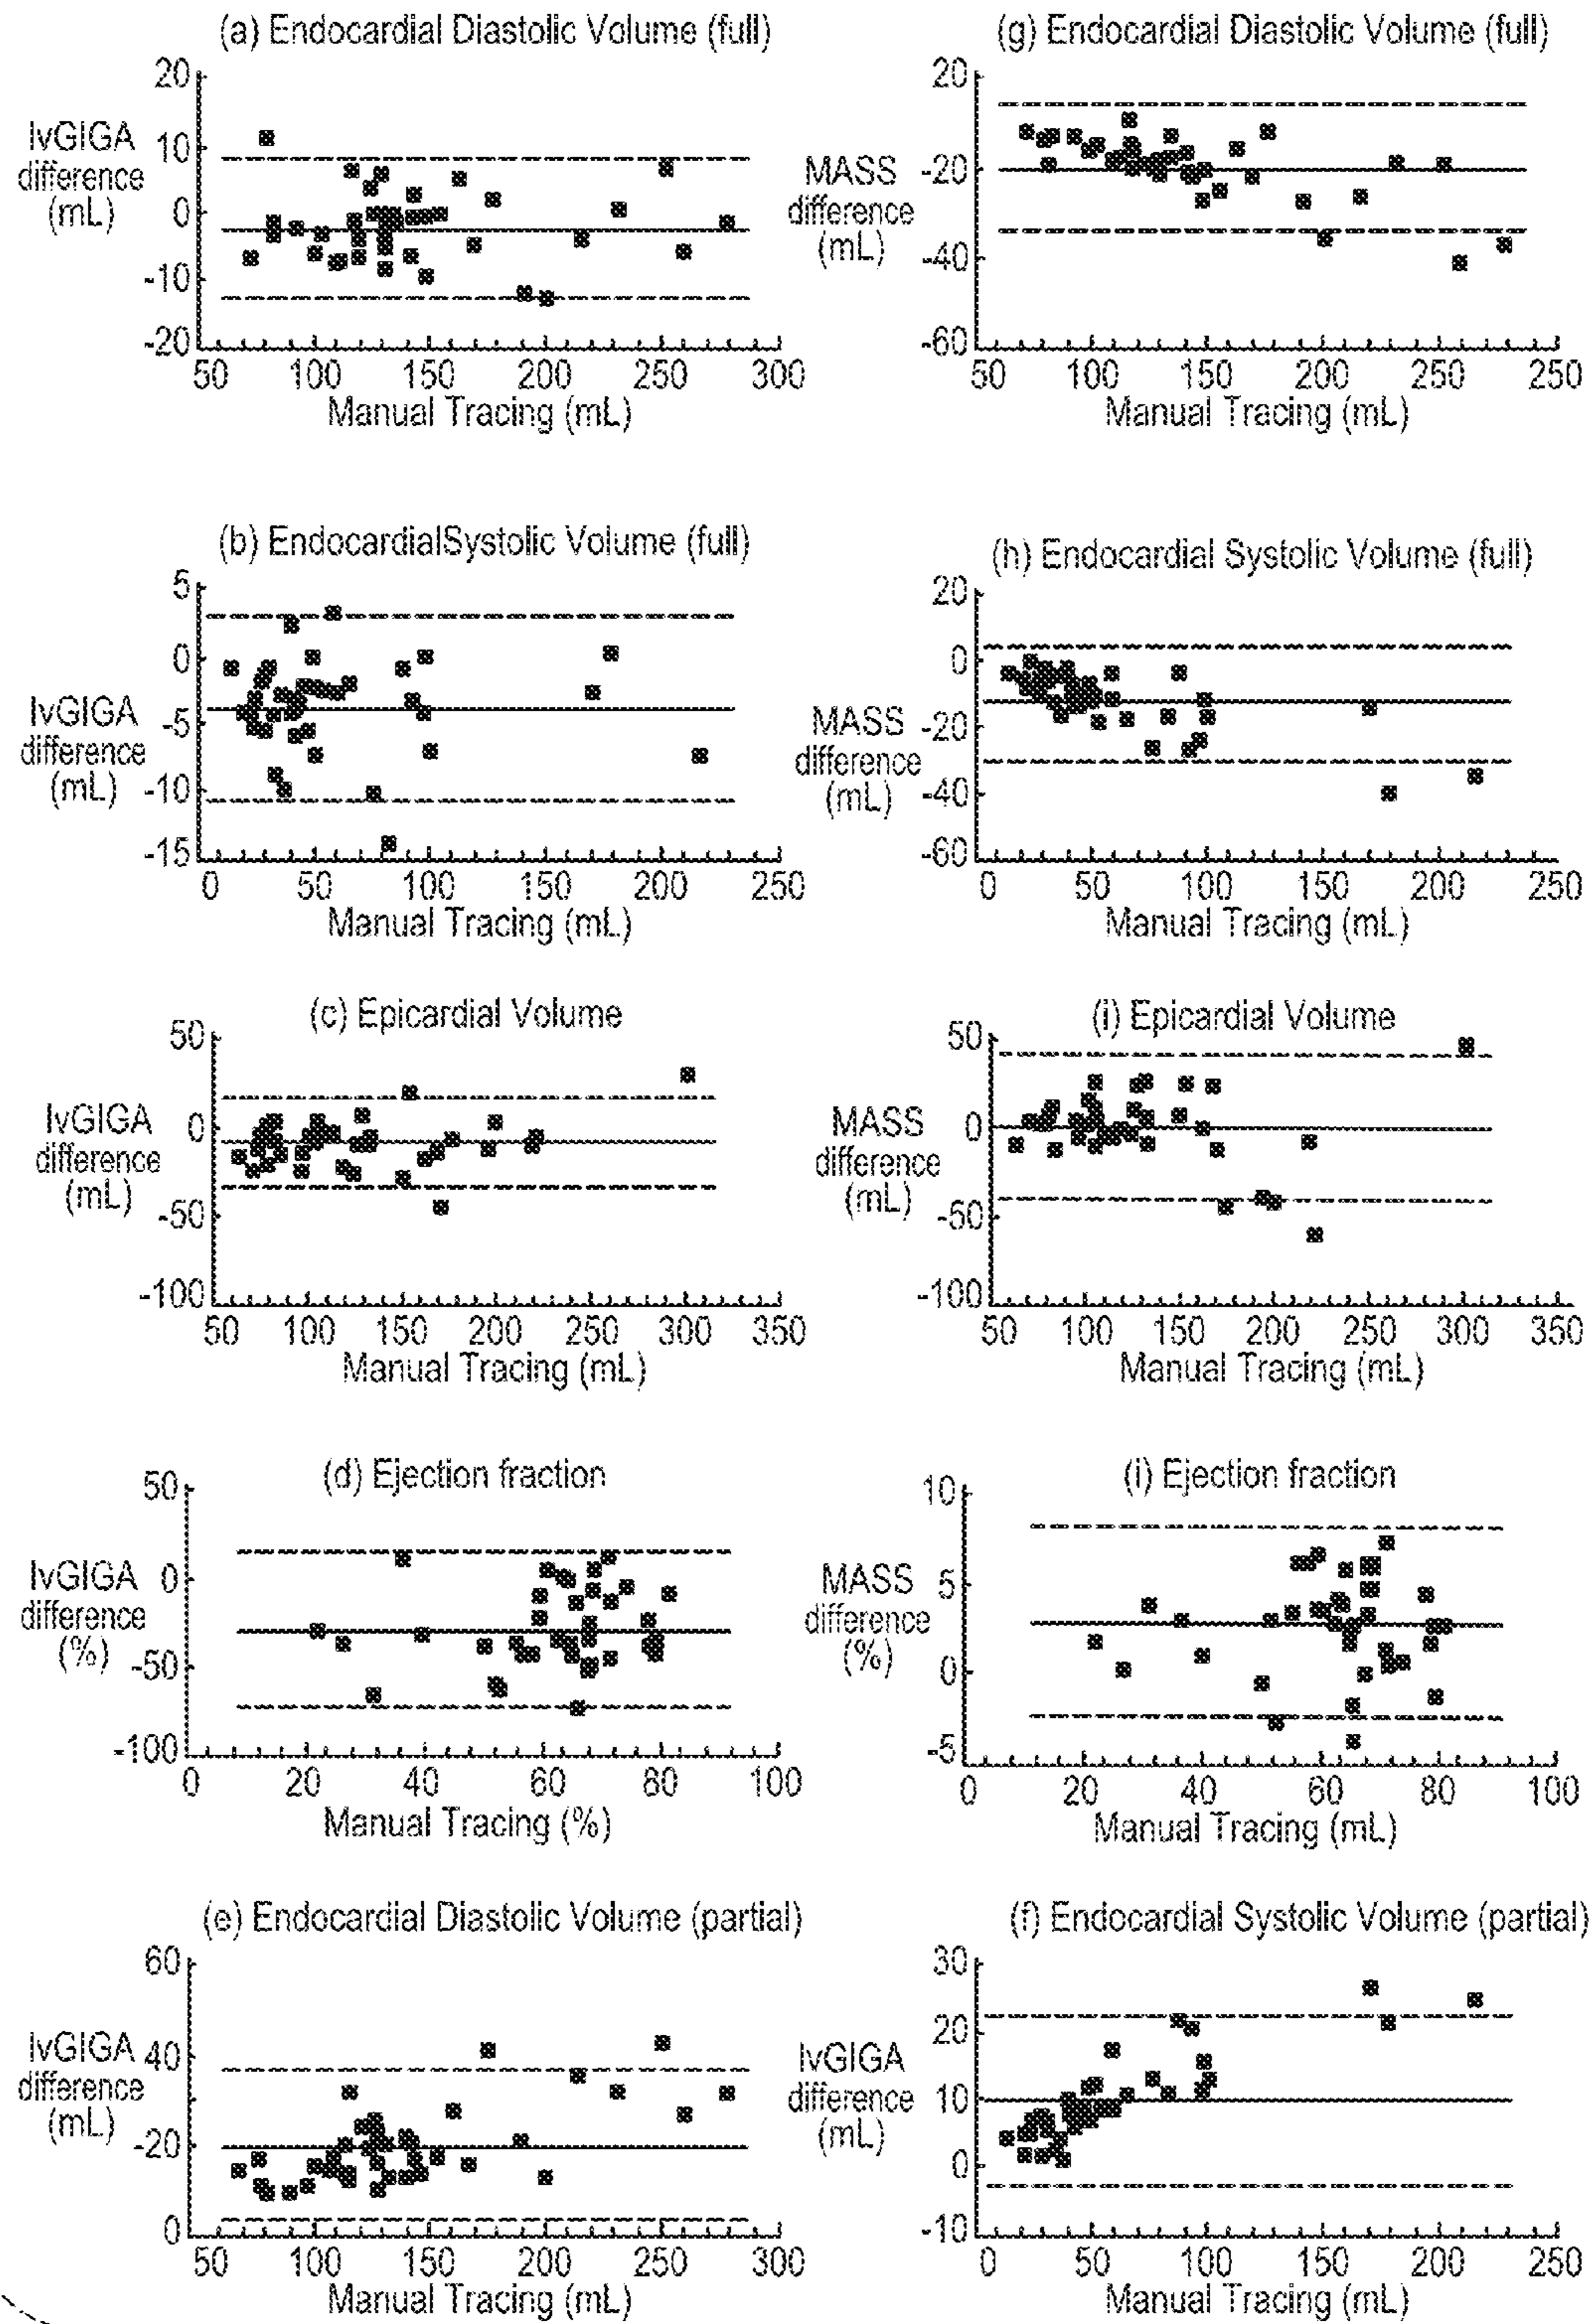 (a) Endocardial Diastolic Volume (full)
20
10
0
-10
-20
lvGIGA
difference
(mL)
50 100 150 200 250 300
Manual Tracing (mL)
(g) Endocardial Diastolic Volume (full)
20
-20
-40
-60
MASS
difference
(mL)
50 100 150 200 250 250
Manual Tracing (mL)
(b) EndocardialSystolic Volume (full)
5
0
-5
-10
-15
lvGIGA
difference
(mL)
0 50 100 150 200 250
Manual Tracing (mL)
(h) Endocardial Systolic Volume (full)
20
0
-20
-40
-60
MASS
difference
(mL)
0 50 100 150 200 250
Manual Tracing (mL)
(c) Epicardial Volume
50
0
-50
-100
lvGIGA
difference
(mL)
50 100 150 200 250 300 350
Manual Tracing (mL)
(i) Epicardial Volume
50
0
-50
-100
MASS
difference
(mL)
50 100 150 200 250 300 350
Manual Tracing (mL)
(d) Ejection fraction
50
0
-50
-100
lvGIGA
difference
(%)
0 20 40 60 80 100
Manual Tracing (%)
(i) Ejection fraction
10
5
0
-5
MASS
difference
(%)
0 20 40 60 80 100
Manual Tracing (mL)
(e) Endocardial Diastolic Volume (partial)
60
40
-20
0
lvGIGA
difference
(mL)
50 100 150 200 250 300
Manual Tracing (mL)
(f) Endocardial Systolic Volume (partial)
30
20
10
0
-10
lvGIGA
difference
(mL)
0 50 100 150 200 250
Manual Tracing (mL)